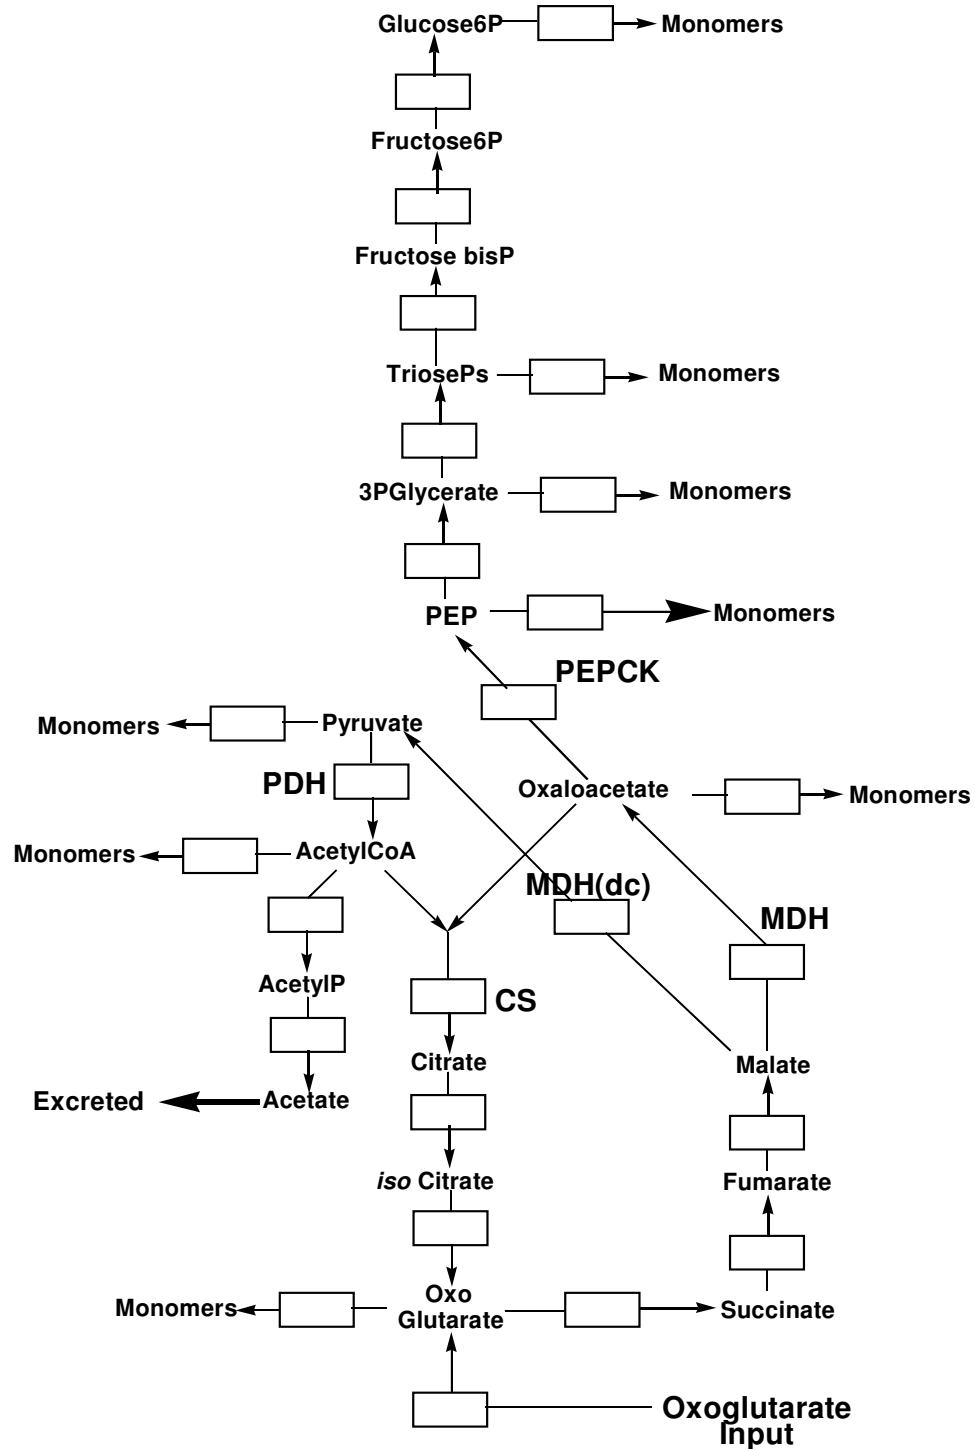 Glucose6P
Monomers
Fructose6P
Fructose bisP
TriosePs
Monomers
3PGlycerate
Monomers
PEP
Monomers
PEPCK
Monomers
Pyruvate
PDH
Oxaloacetate
Monomers
Monomers
AcetylCoA
MDH(dc)
MDH
AcetylP
CS
Citrate
Malate
Excreted
Acetate
iso Citrate
Fumarate
Oxo
Glutarate
Monomers
Succinate
Oxoglutarate
Input